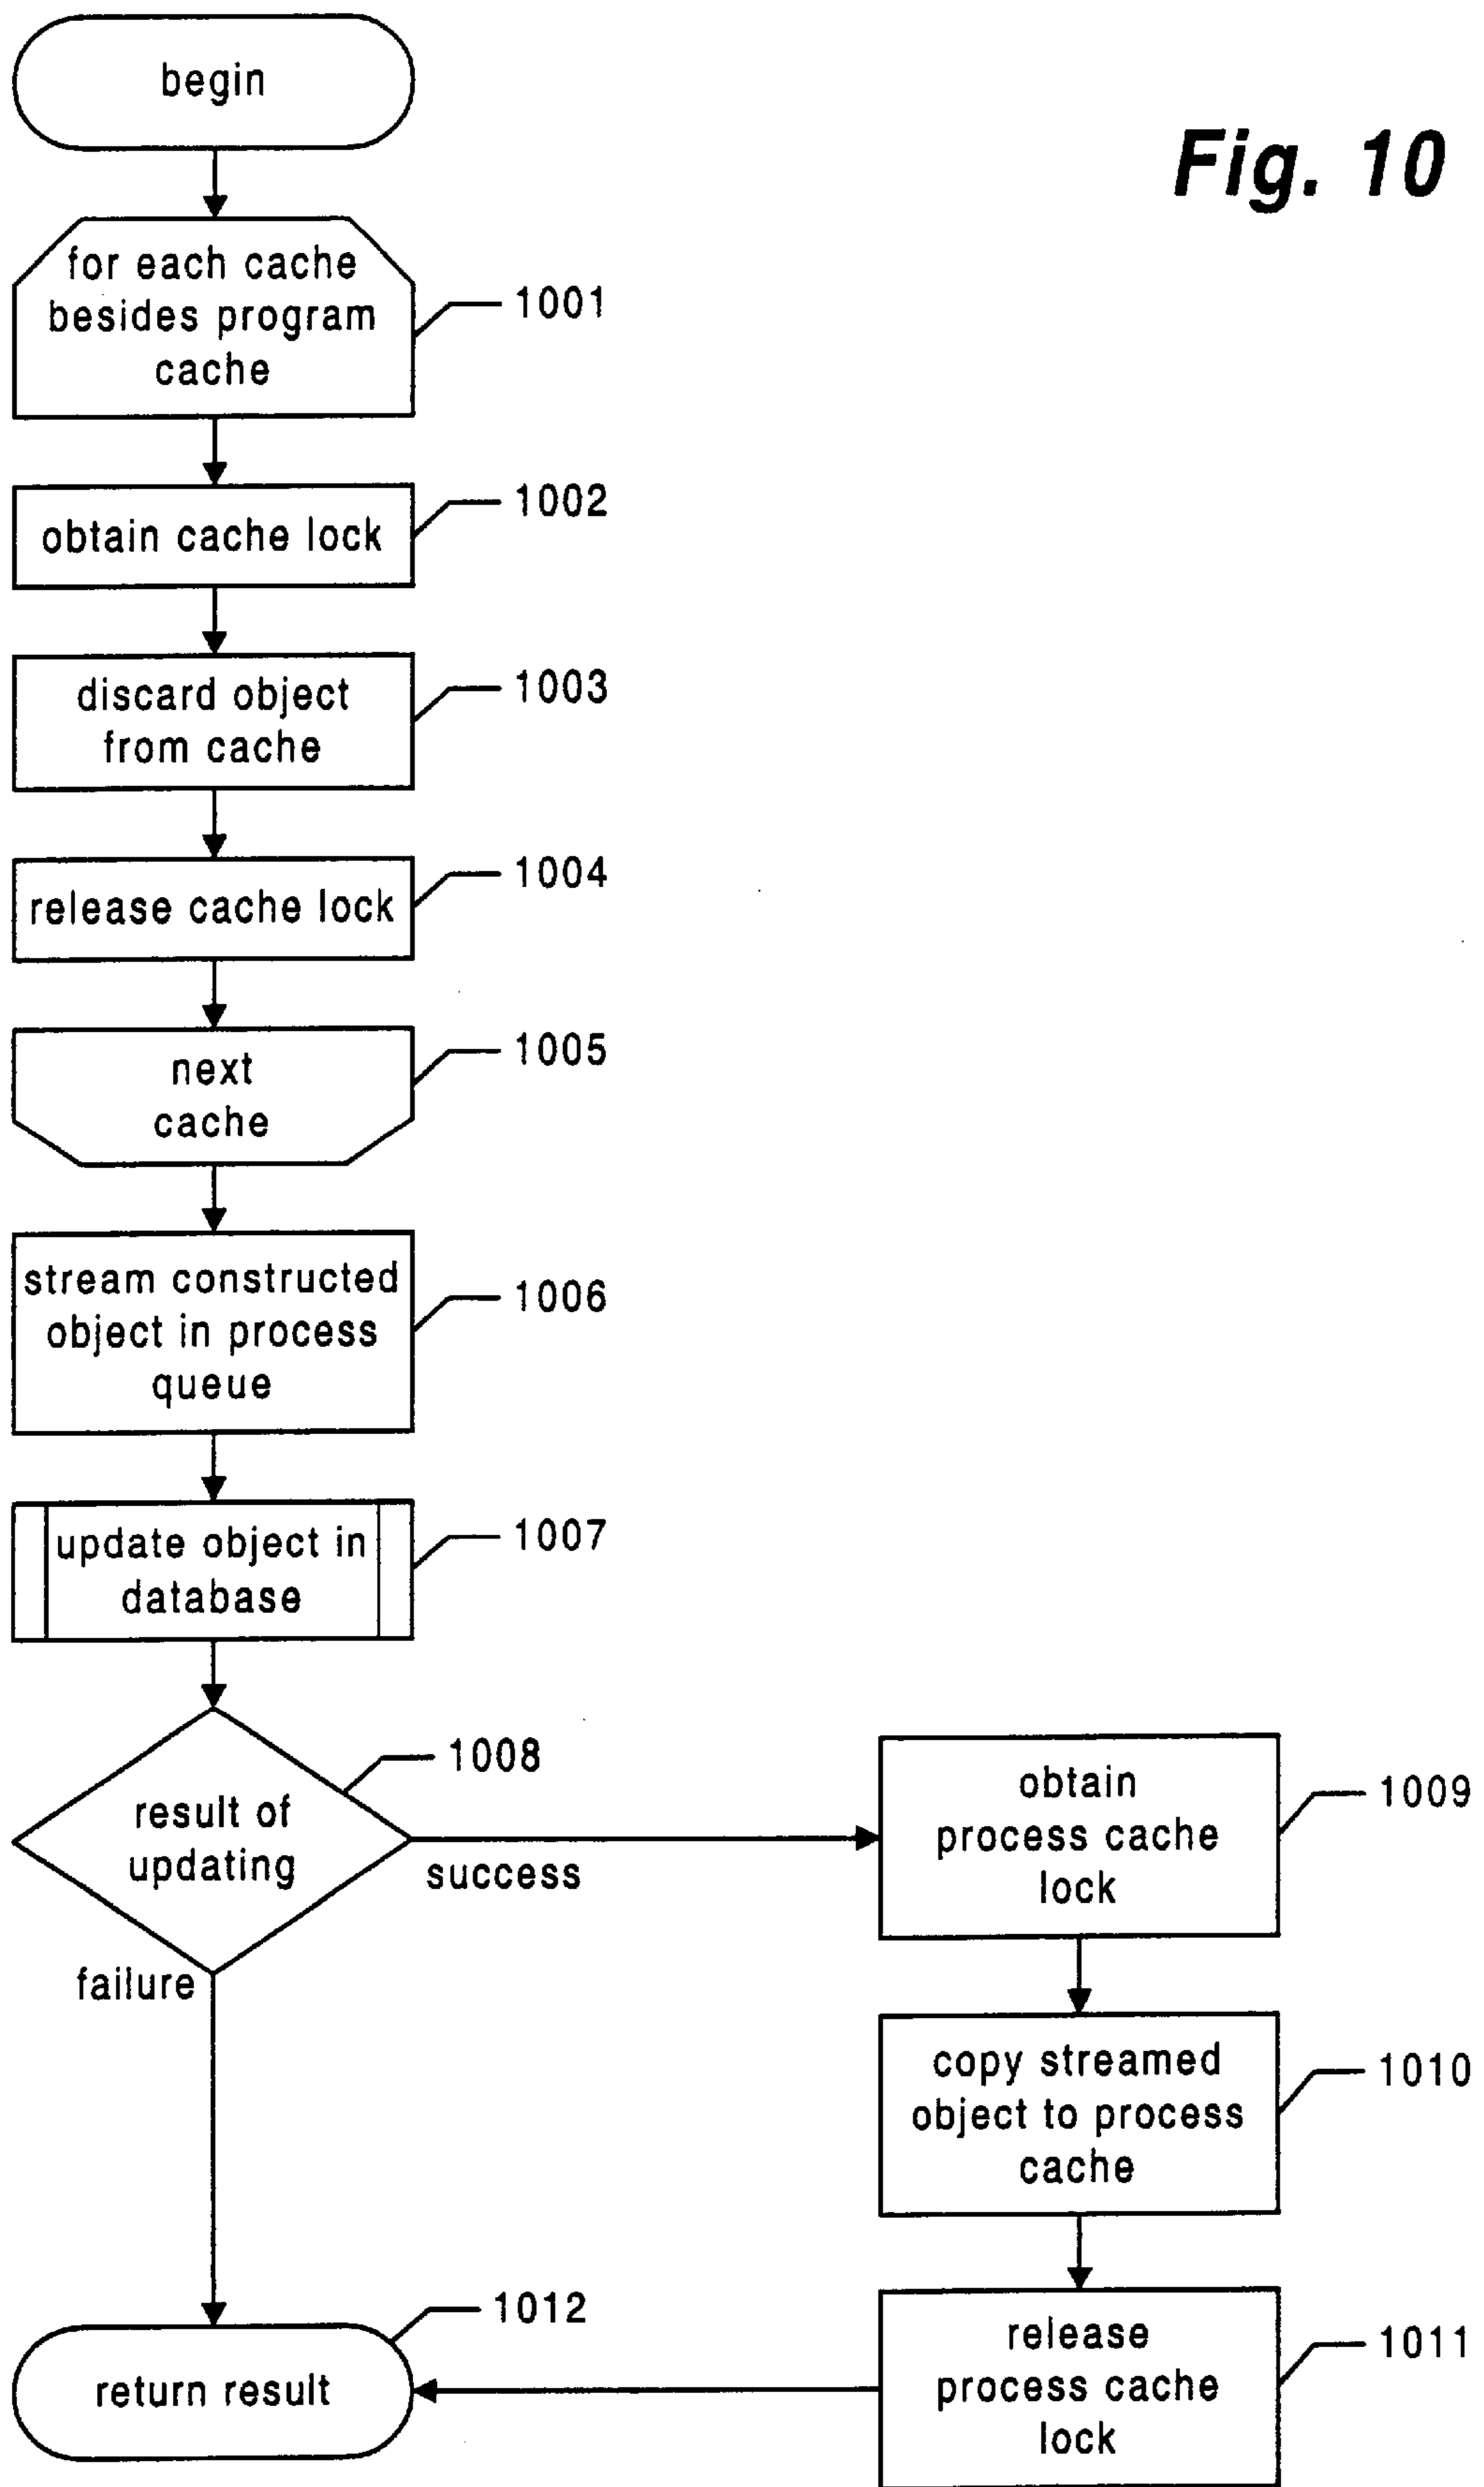 Fig. 10
begin
for each cache
besides program
cache
1001
obtain cache lock
1002
discard object
from cache
1003
release cache lock
1004
next
cache
1005
stream constructed
object in process
queue
1006
update object in
database
1007
result of
updating
1008
success
failure
obtain
process cache
lock
1009
copy streamed
object to process
cache
1010
release
process cache
lock
1011
return result
1012